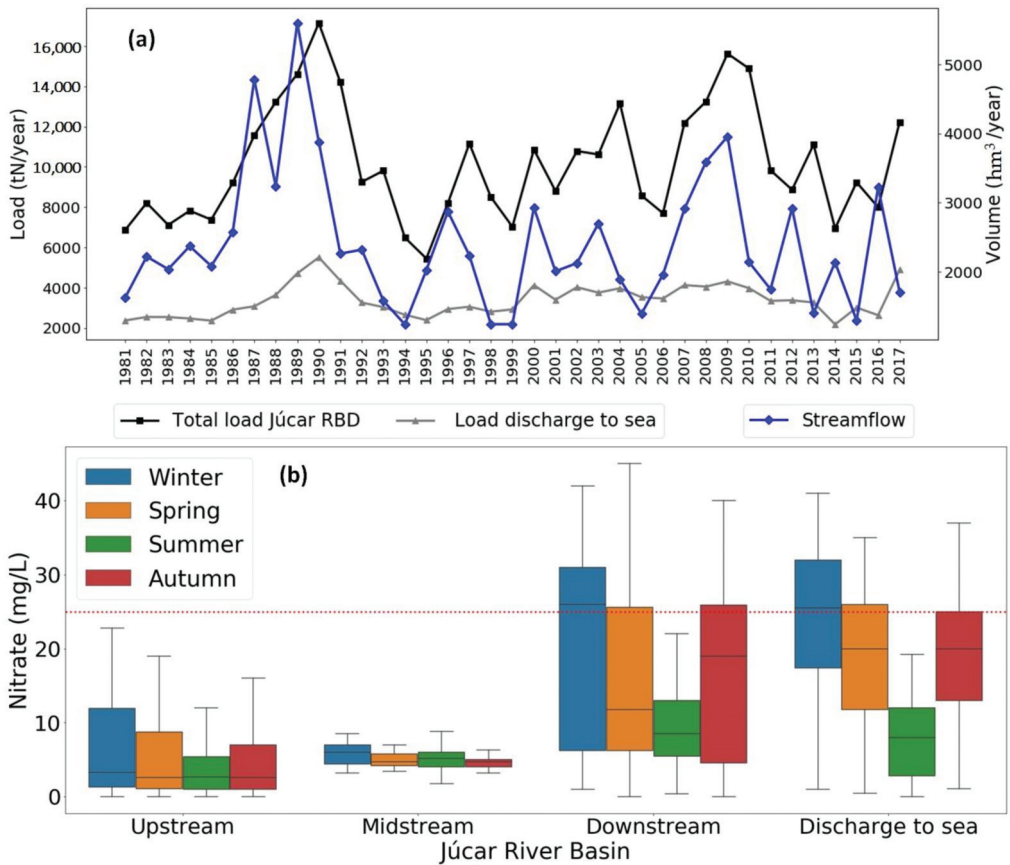 (a)
Load (tN/year)
16,000
14,000
12,000
10,000
8000
6000
4000
2000
Volume (hm³/year)
5000
4000
3000
2000
1981 1982 1983 1984 1985 1986 1987 1988 1989 1990 1991 1992 1993 1994 1995 1996 1997 1998 1999 2000 2001 2002 2003 2004 2005 2006 2007 2008 2009 2010 2011 2012 2013 2014 2015 2016 2017
Total load Júcar RBD Load discharge to sea Streamflow
(b)
Winter
Spring
Summer
Autumn
Nitrate (mg/L)
40
30
20
10
0
Upstream Midstream Downstream Discharge to sea
Júcar River Basin